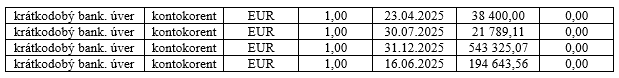 krátkodobý bank. úver kontokorent EUR 1,00 23.04.2025 38 400,00 0,00
krátkodobý bank. úver kontokorent EUR 1,00 30.07.2025 21 789,11 0,00
krátkodobý bank. úver kontokorent EUR 1,00 31.12.2025 543 325,07 0,00
krátkodobý bank. úver kontokorent EUR 1,00 16.06.2025 194 643,56 0,00